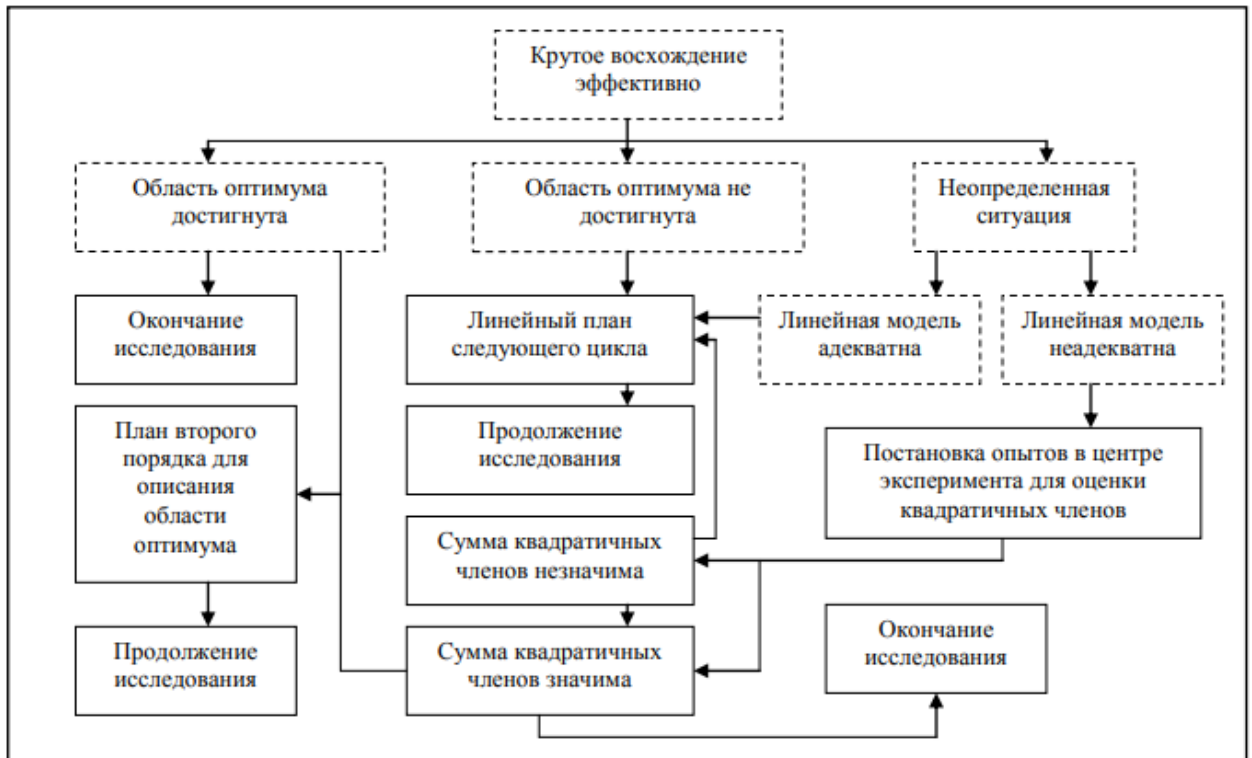 Крутое восхождение
эффективно
Область оптимума
достигнута
Область оптимума не
достигнута
Неопределенная
ситуация
Окончание
исследования
Линейный план
следующего цикла
Линейная модель
адекватна
Линейная модель
неадекватна
План второго
порядка для
описания
области
оптимума
Продолжение
исследования
Постановка опытов в центре
эксперимента для оценки
квадратичных членов
Сумма квадратичных
членов незначима
Продолжение
исследования
Сумма квадратичных
членов значима
Окончание
исследования